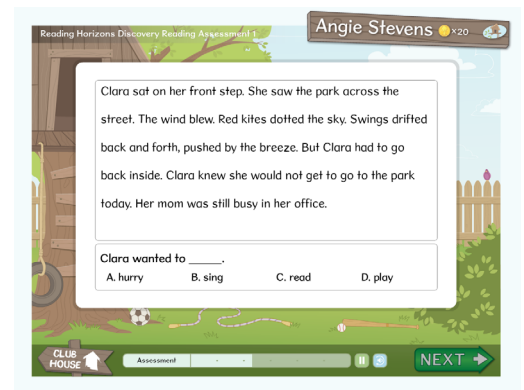 Reading Horizons Discovery Reading Assessment 1
Angie Stevens
×20
Clara sat on her front step. She saw the park across the
street. The wind blew. Red kites dotted the sky. Swings drifted
back and forth, pushed by the breeze. But Clara had to go
back inside. Clara knew she would not get to go to the park
today. Her mom was still busy in her office.
Clara wanted to ______.
A. hurry B. sing C. read D. play
CLUB
HOUSE
Assessment
NEXT